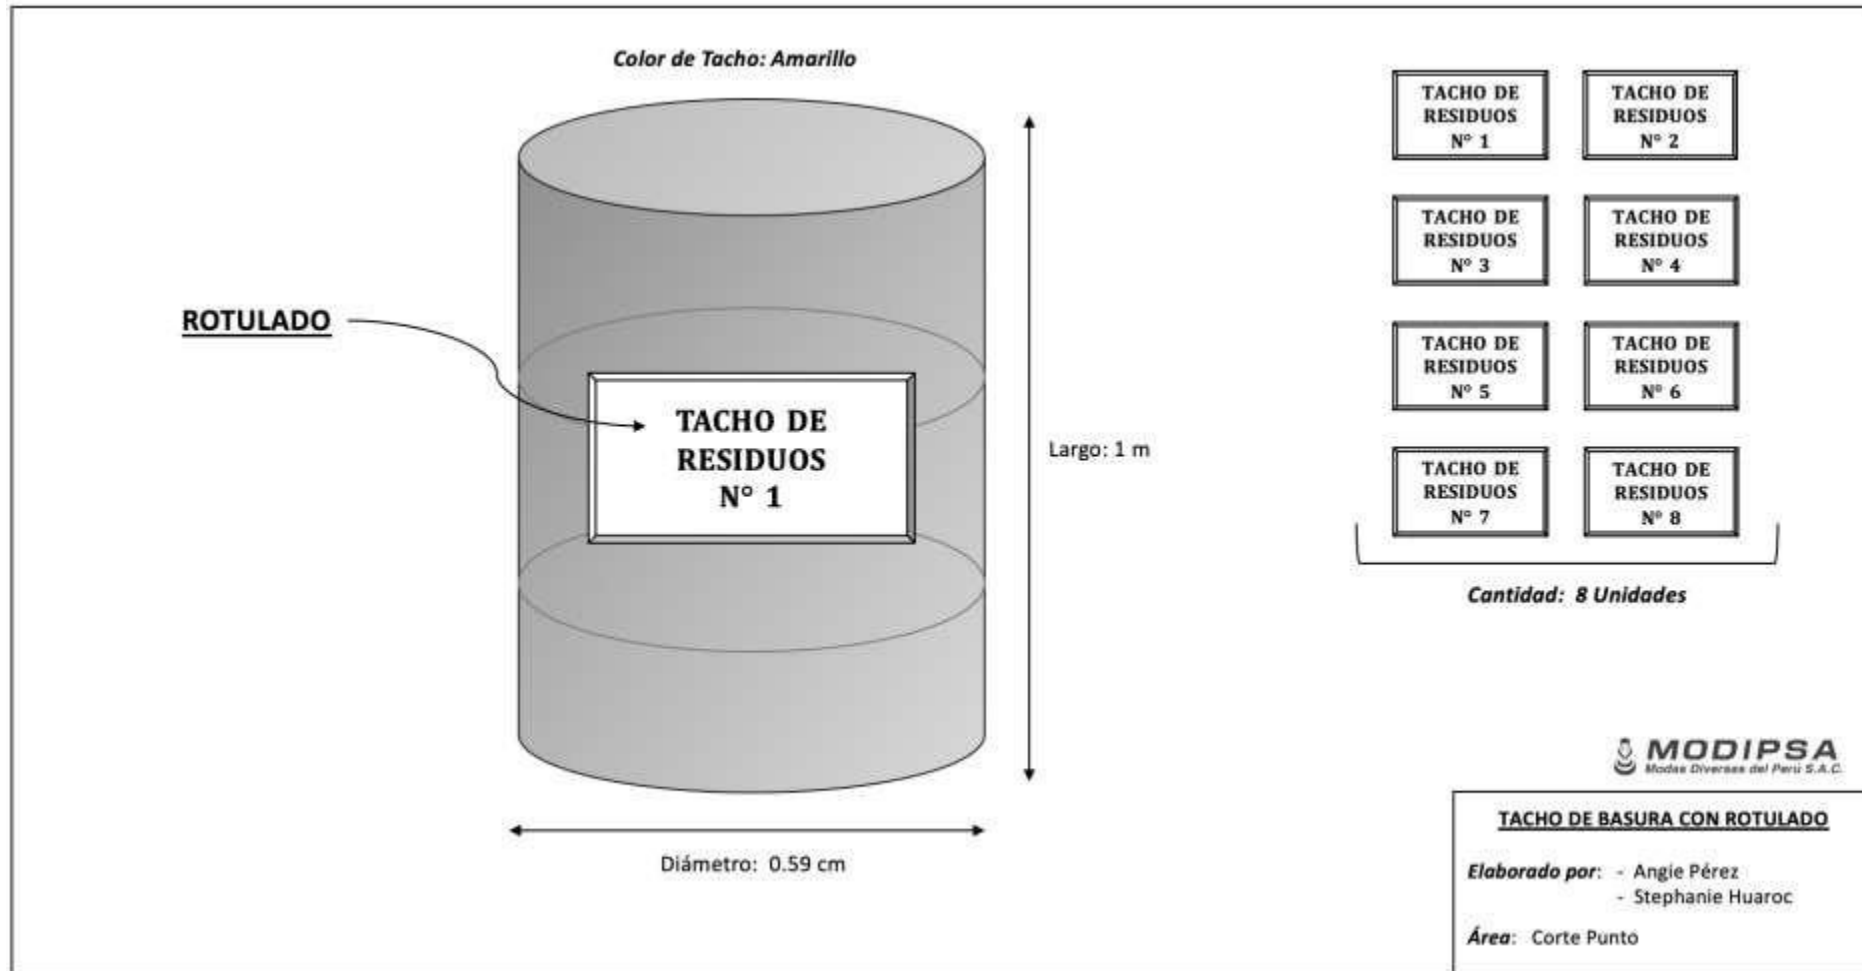 Color de Tacho: Amarillo
ROTULADO
TACHO DE
RESIDUOS
N° 1
Largo: 1 m
Diámetro: 0.59 cm
TACHO DE
RESIDUOS
N° 1
TACHO DE
RESIDUOS
N° 2
TACHO DE
RESIDUOS
N° 3
TACHO DE
RESIDUOS
N° 4
TACHO DE
RESIDUOS
N° 5
TACHO DE
RESIDUOS
N° 6
TACHO DE
RESIDUOS
N° 7
TACHO DE
RESIDUOS
N° 8
Cantidad: 8 Unidades
MODIPSA
Modas Diversas del Perú S.A.C.
TACHO DE BASURA CON ROTULADO
Elaborado por: - Angie Pérez
- Stephanie Huaroc
Área: Corte Punto